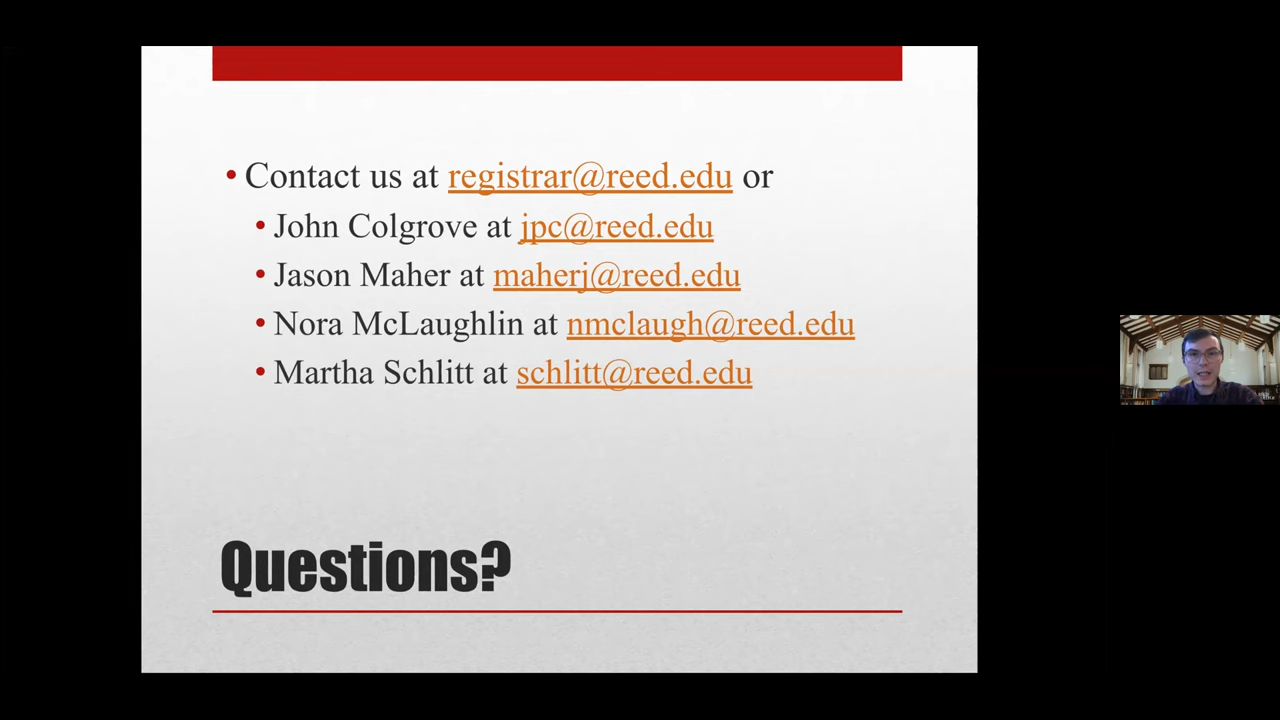 Contact us at registrar@reed.edu or
John Colgrove at jpc@reed.edu
Jason Maher at maherj@reed.edu
Nora McLaughlin at nmclaugh@reed.edu
Martha Schlitt at schlitt@reed.edu
Questions?